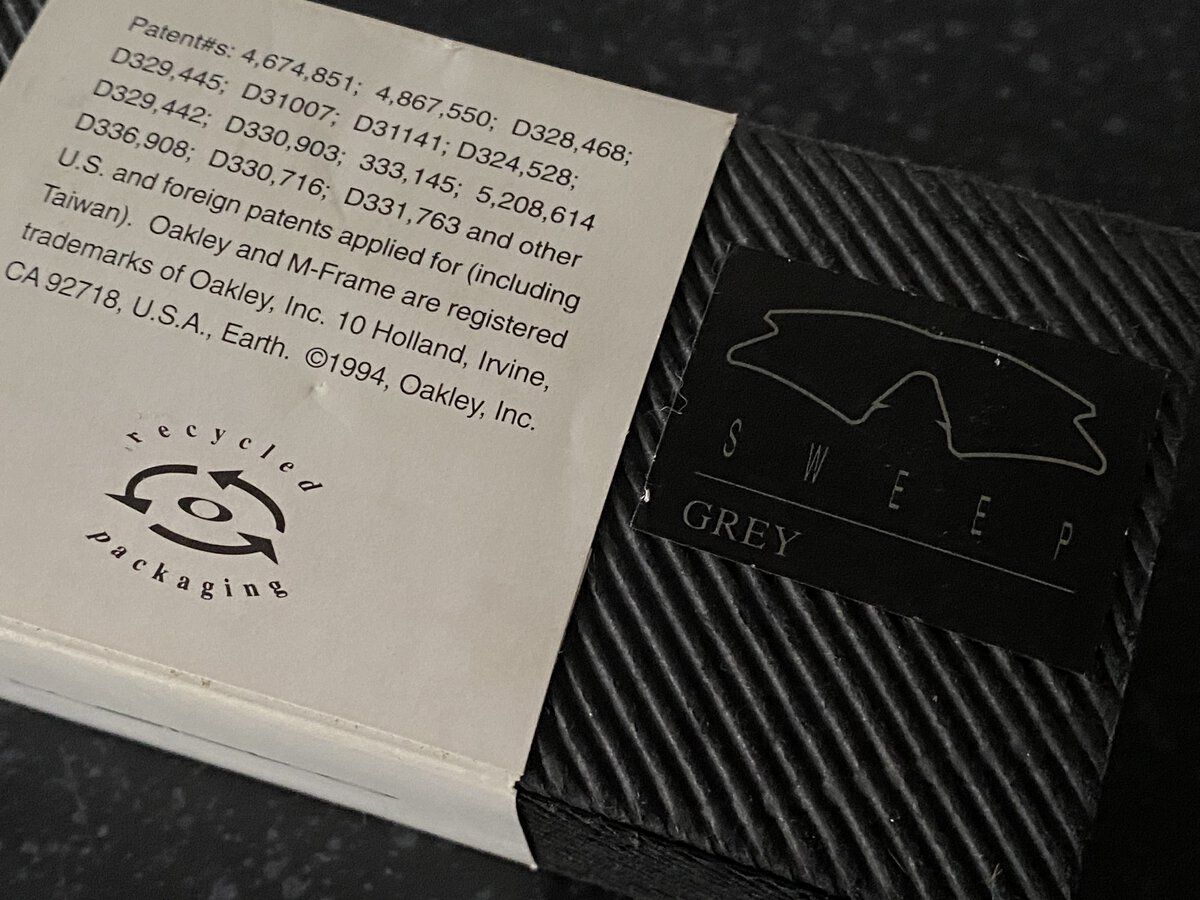 Patent#s: 4,674,851; 4,867,550; D328,468;
D329,445; D31007; D31141; D324,528;
D329,442; D330,903; 333,145; 5,208,614
D336,908; D330,716; D331,763 and other
U.S. and foreign patents applied for (including
Taiwan). Oakley and M-Frame are registered
trademarks of Oakley, Inc. 10 Holland, Irvine,
CA 92718, U.S.A., Earth. ©1994, Oakley, Inc.
recycled
packaging
SWEEP
GREY